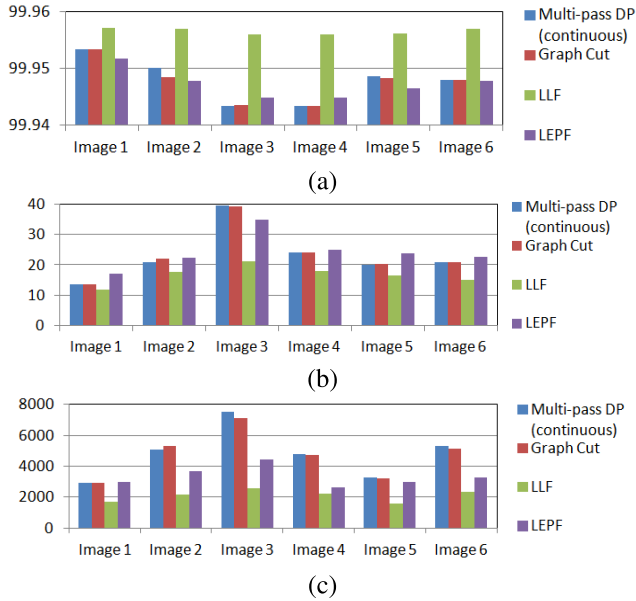 99.96
99.95
99.94
Image 1 Image 2 Image 3 Image 4 Image 5 Image 6
Multi-pass DP
(continuous)
Graph Cut
LLF
LEPF
(a)
40
30
20
10
0
Image 1 Image 2 Image 3 Image 4 Image 5 Image 6
Multi-pass DP
(continuous)
Graph Cut
LLF
LEPF
(b)
8000
6000
4000
2000
0
Image 1 Image 2 Image 3 Image 4 Image 5 Image 6
Multi-pass DP
(continuous)
Graph Cut
LLF
LEPF
(c)